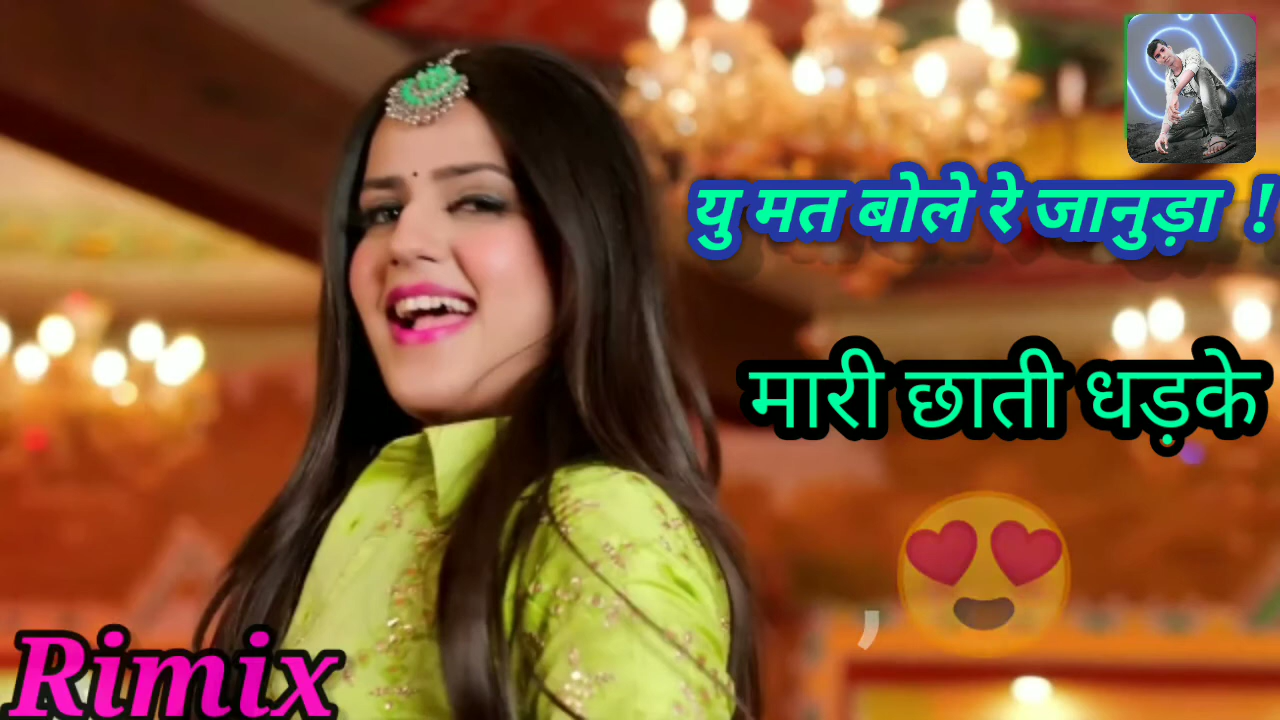 यु मत बोले रे जानुड़ा !
मारी छाती धड़के
,
Rimix